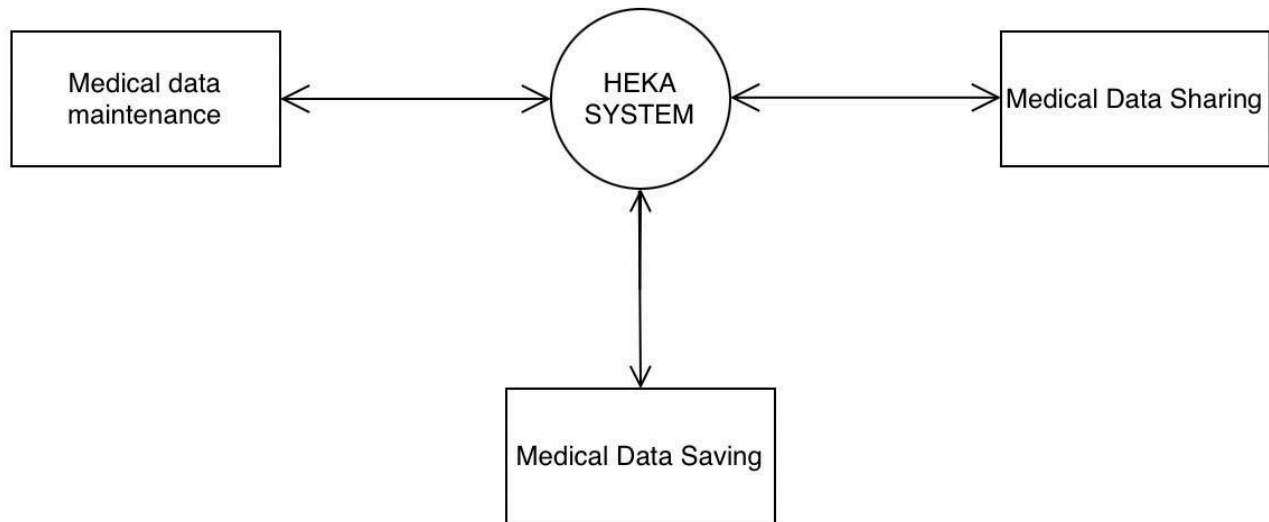 Medical data
maintenance
HEKA
SYSTEM
Medical Data Sharing
Medical Data Saving